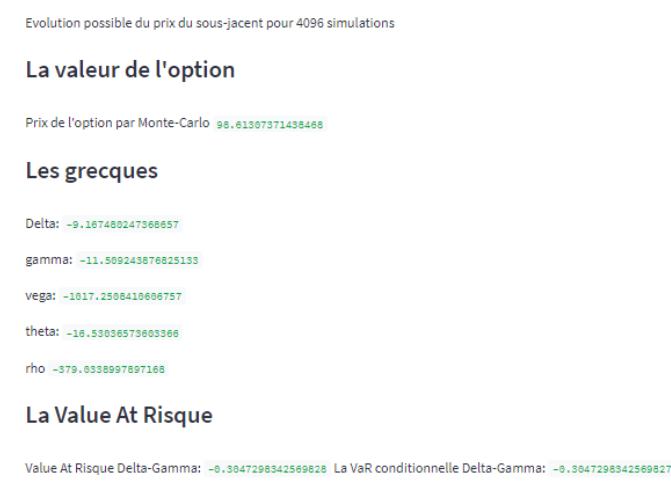 Evolution possible du prix du sous-jacent pour 4096 simulations
La valeur de l'option
Prix de l'option par Monte-Carlo 98.61307371438468
Les grecques
Delta: -9.167480247368657
gamma: -11.509243876825133
vega: -1017.2508410606757
theta: -16.53036573603366
rho -379.0338997897168
La Value At Risque
Value At Risque Delta-Gamma: -0.3047298342569828 La VaR conditionnelle Delta-Gamma: -0.3047298342569827